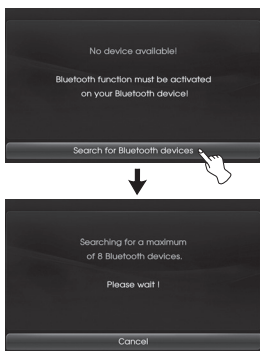 No device available!
Bluetooth function must be activated
on your Bluetooth device!
Search for Bluetooth devices
Searching for a maximum
of 8 Bluetooth devices.
Please wait !
Cancel